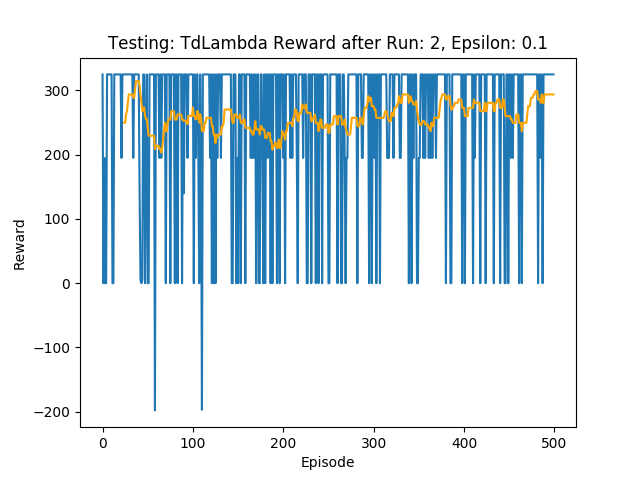 Testing: TdLambda Reward after Run: 2, Epsilon: 0.1
300
200
100
0
−100
−200
Reward
0 100 200 300 400 500
Episode